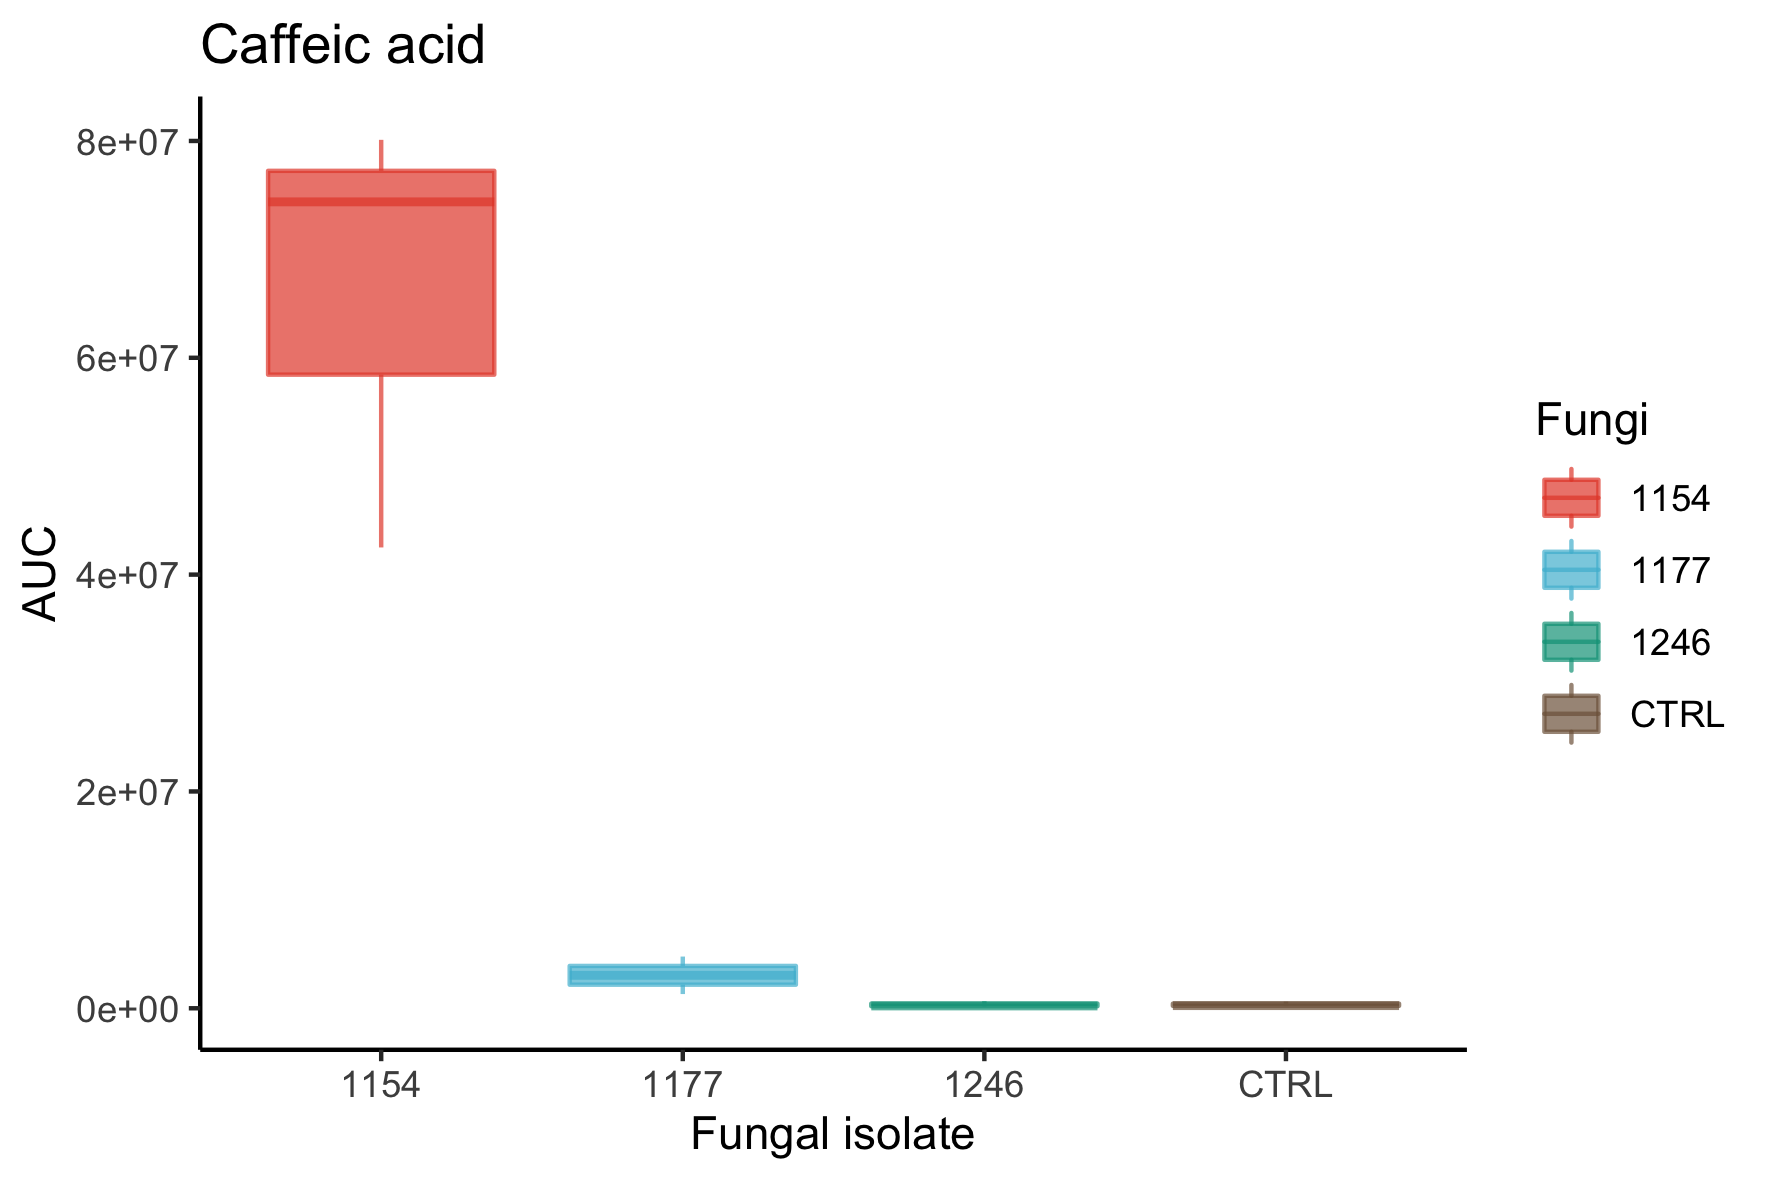 Caffeic acid
AUC
8e+07
6e+07
4e+07
2e+07
0e+00
1154
1177
1246
CTRL
Fungal isolate
Fungi
1154
1177
1246
CTRL